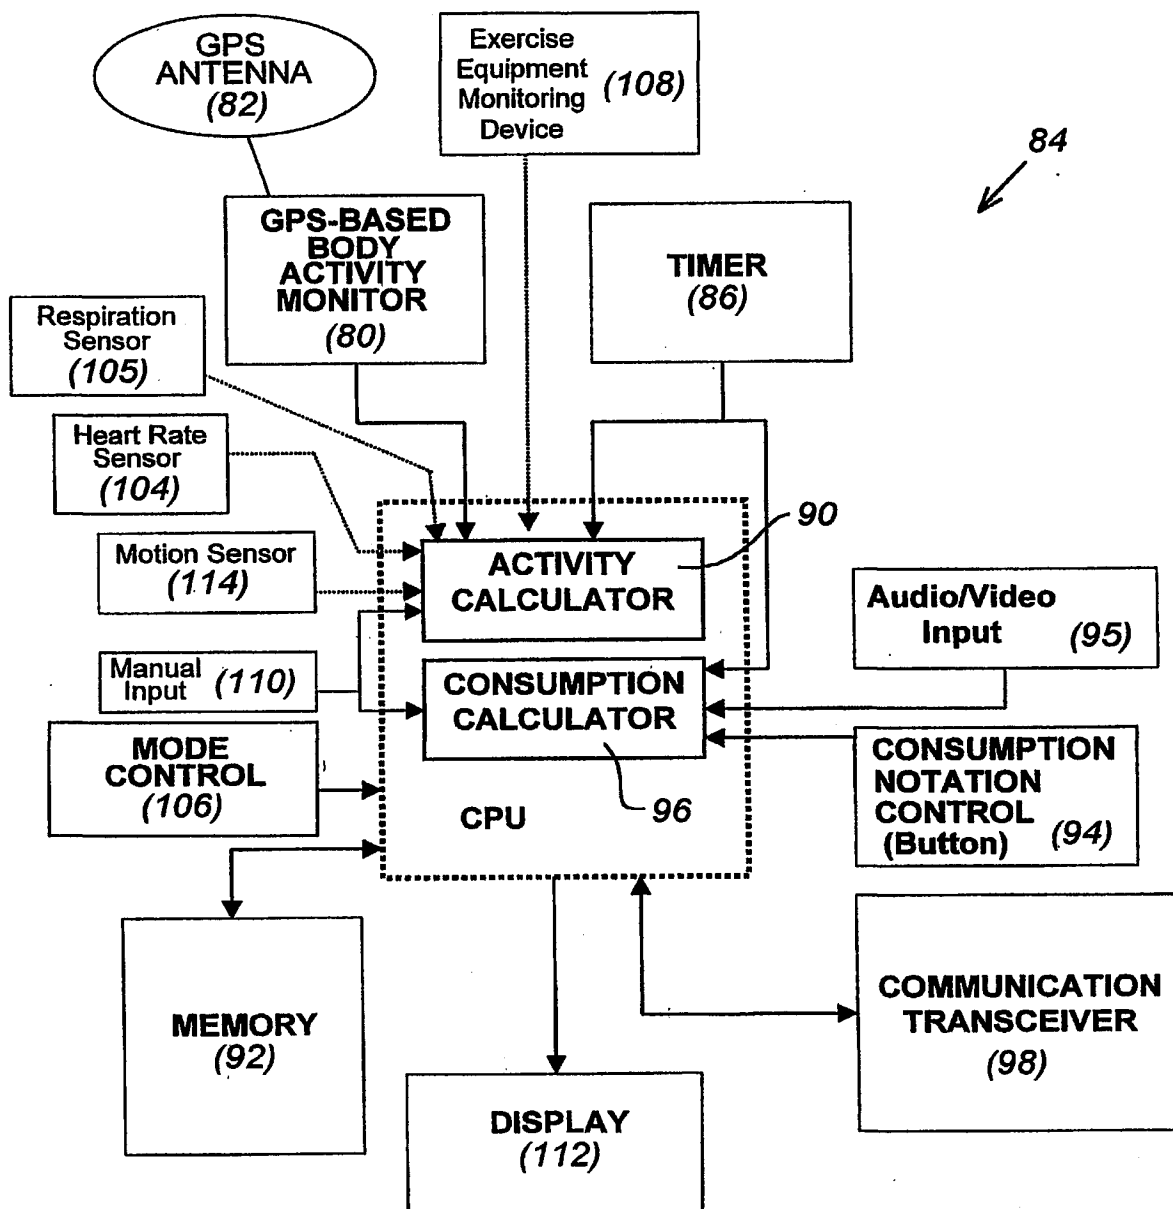 GPS
ANTENNA
(82)
Exercise
Equipment
Monitoring
Device
(108)
84
GPS-BASED
BODY
ACTIVITY
MONITOR
(80)
TIMER
(86)
Respiration
Sensor
(105)
Heart Rate
Sensor
(104)
Motion Sensor
(114)
Manual
Input
(110)
MODE
CONTROL
(106)
90
ACTIVITY
CALCULATOR
CONSUMPTION
CALCULATOR
96
CPU
Audio/Video
Input
(95)
CONSUMPTION
NOTATION
CONTROL
(Button)
(94)
MEMORY
(92)
COMMUNICATION
TRANSCEIVER
(98)
DISPLAY
(112)